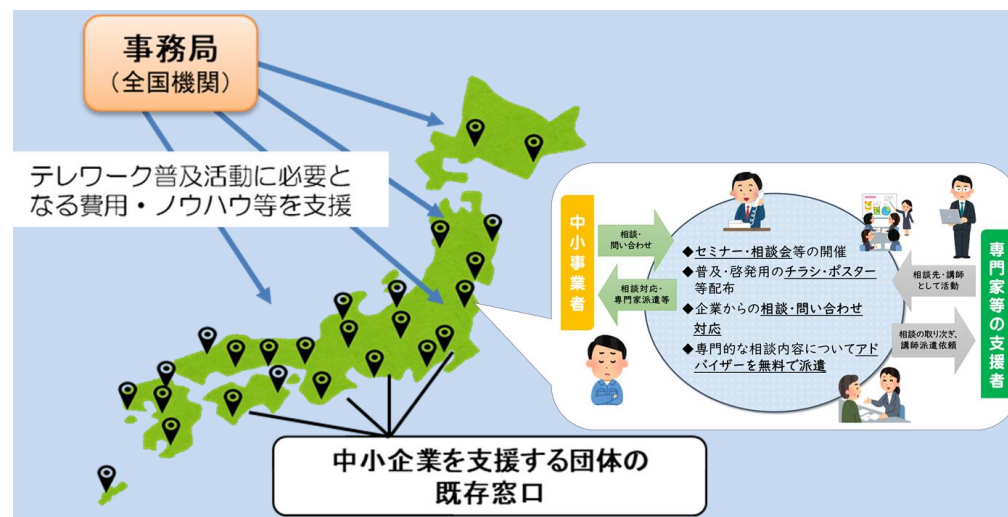 事務局
（全国機関）
テレワーク普及活動に必要と
なる費用・ノウハウ等を支援
中小事業者
相談・
問い合わせ
相談対応・
専門家派遣等
◆セミナー・相談会等の開催
◆普及・啓発用のチラシ・ポスター
等配布
◆企業からの相談・問い合わせ
対応
◆専門的な相談内容についてアド
バイザーを無料で派遣
相談先・講師
として活動
相談の取り次ぎ、
講師派遣依頼
専門家等の支援者
中小企業を支援する団体の
既存窓口